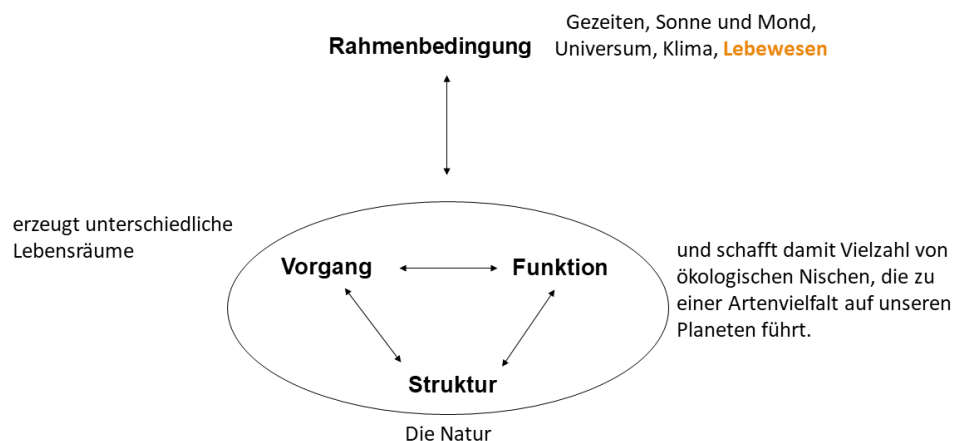 Gezeiten, Sonne und Mond,
Universum, Klima, Lebewesen
Rahmenbedingung
erzeugt unterschiedliche
Lebensräume
Vorgang
Funktion
und schafft damit Vielzahl von
ökologischen Nischen, die zu
einer Artenvielfalt auf unseren
Planeten führt.
Struktur
Die Natur